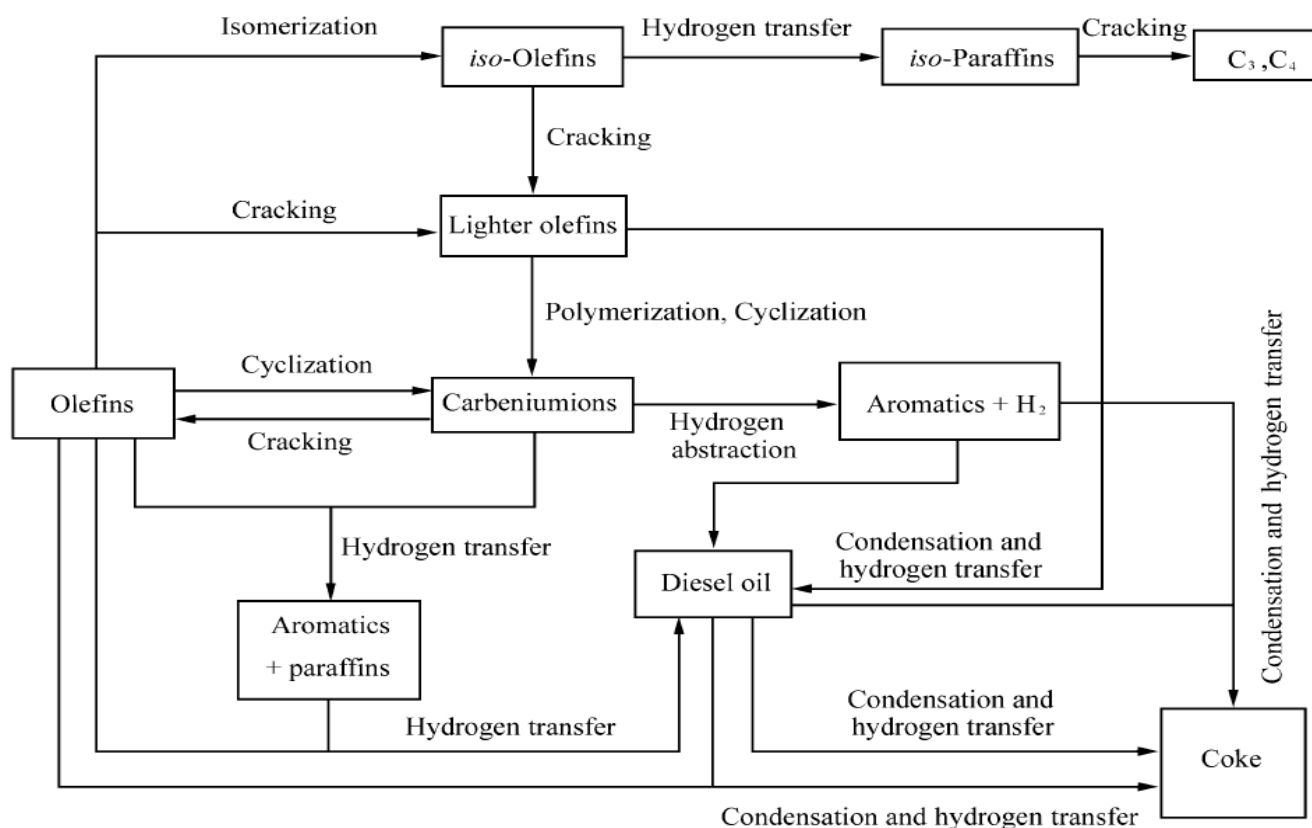 Isomerization
Hydrogen transfer
Cracking
iso-Olefins
iso-Paraffins
C₃,C₄
Cracking
Cracking
Lighter olefins
Polymerization, Cyclization
Condensation and hydrogen transfer
Cyclization
Olefins
Carbeniumions
Aromatics + H₂
Cracking
Hydrogen
abstraction
Hydrogen transfer
Condensation and
hydrogen transfer
Diesel oil
Aromatics
+ paraffins
Hydrogen transfer
Condensation and
hydrogen transfer
Coke
Condensation and hydrogen transfer